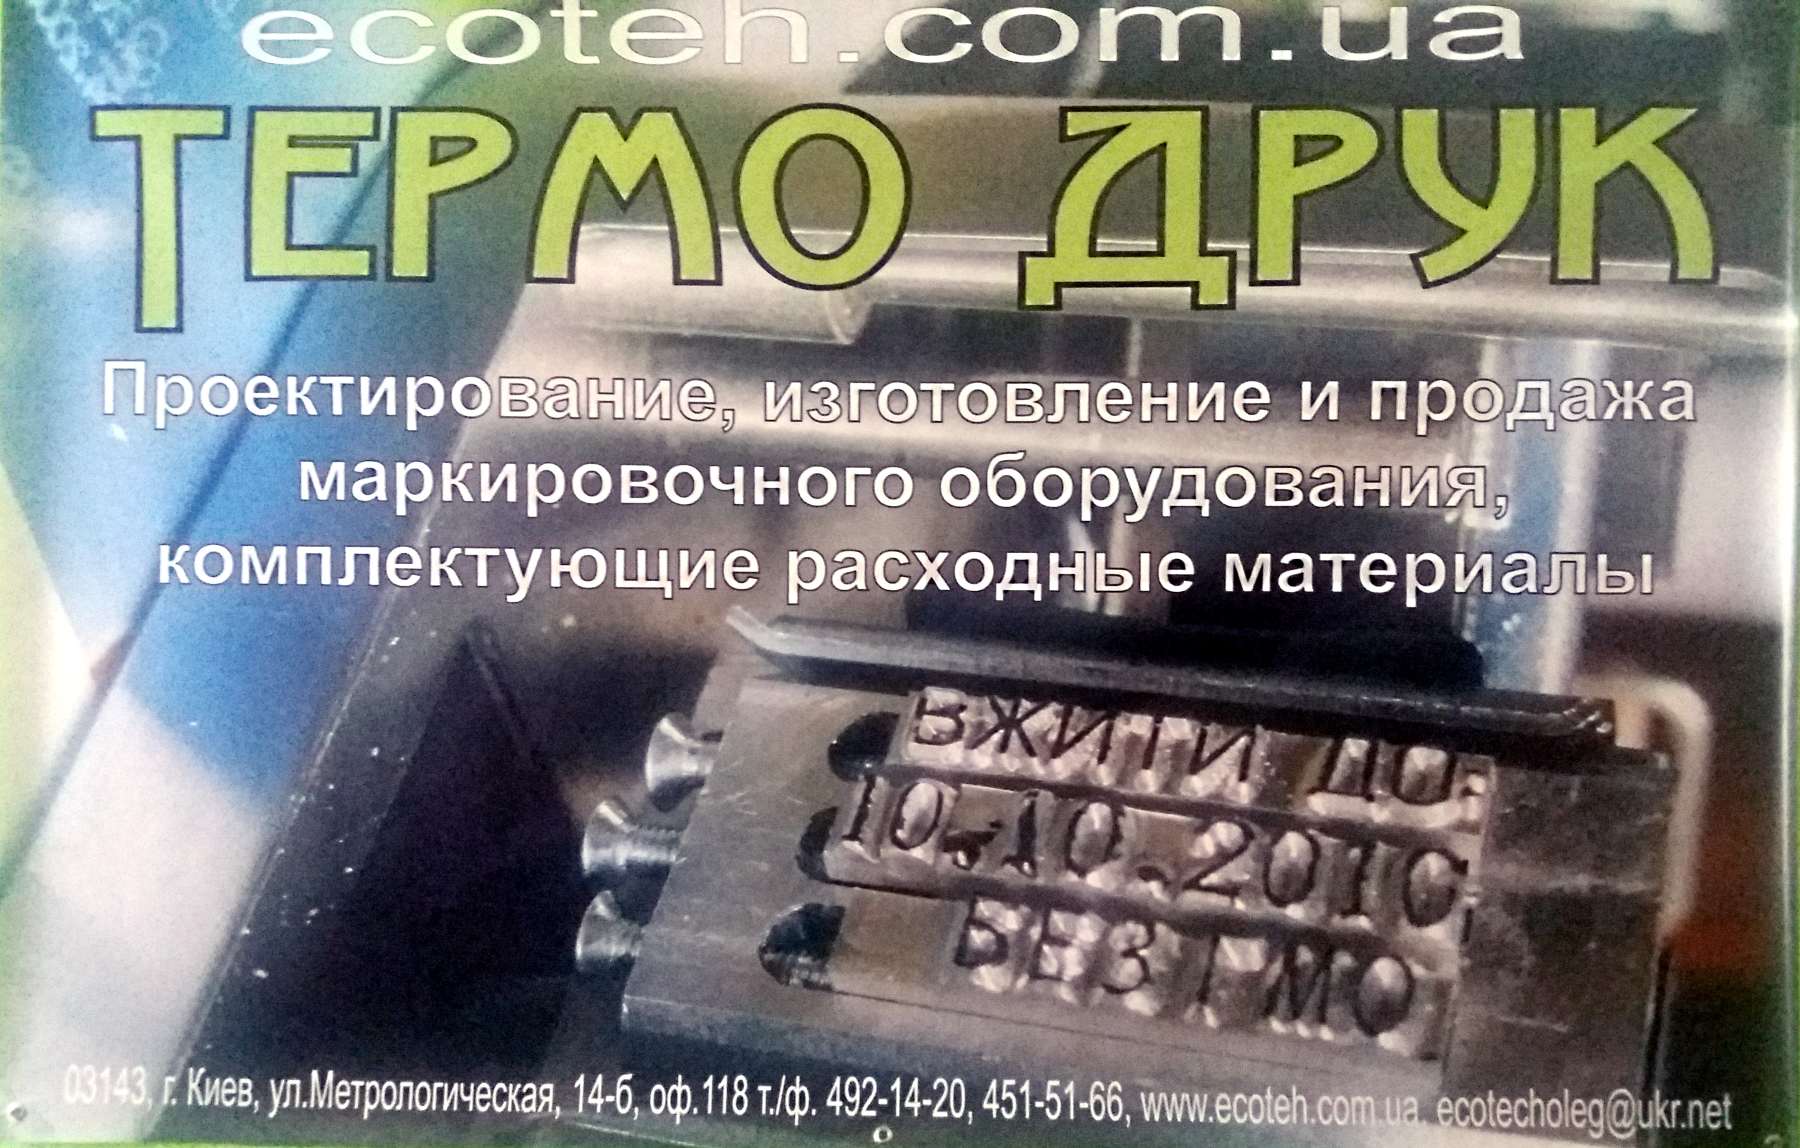 ecoteh.com.ua
ТЕРМО ДРУК
Проектирование, изготовление и продажа
маркировочного оборудования,
комплектующие расходные материалы
ВЖИТИ ДО:
10.10.2010
БЕЗ ГМО
03143, г. Киев, ул.Метрологическая, 14-б, оф.118 т./ф. 492-14-20, 451-51-66, www.ecoteh.com.ua. ecotecholeg@ukr.net